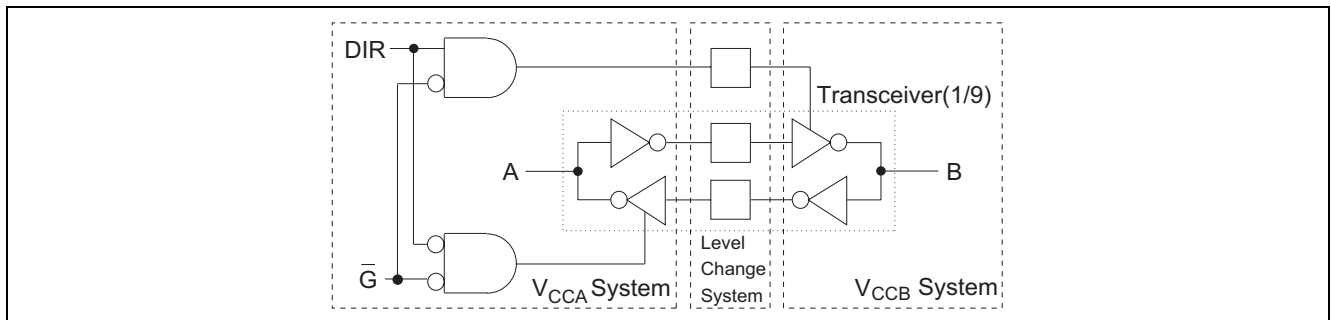 DIR
Transceiver(1/9)
A
B
Level
Change
System
G̅
VCCA System
VCCB System